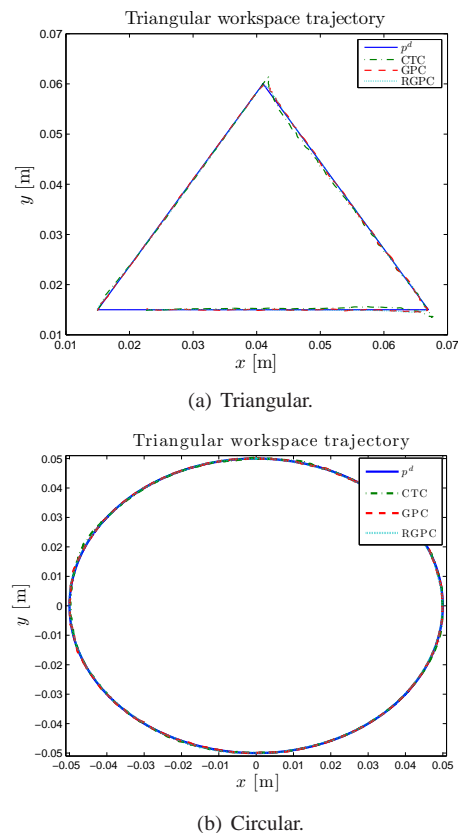 Triangular workspace trajectory
p^d
CTC
GPC
RGPC
0.07
0.06
0.05
0.04
0.03
0.02
0.01
y [m]
0.01 0.02 0.03 0.04 0.05 0.06 0.07
x [m]
(a) Triangular.
Triangular workspace trajectory
p^d
CTC
GPC
RGPC
0.05
0.04
0.03
0.02
0.01
0
−0.01
−0.02
−0.03
−0.04
−0.05
y [m]
−0.05 −0.04 −0.03 −0.02 −0.01 0 0.01 0.02 0.03 0.04 0.05
x [m]
(b) Circular.